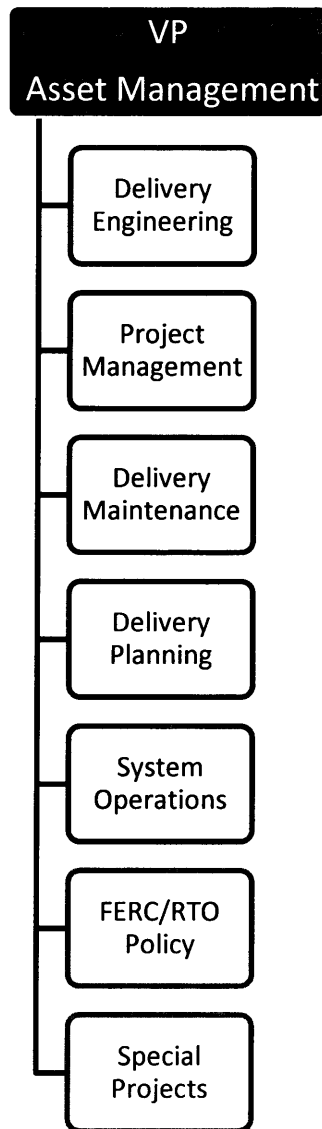 VP
Asset Management
Delivery
Engineering
Project
Management
Delivery
Maintenance
Delivery
Planning
System
Operations
FERC/RTO
Policy
Special
Projects